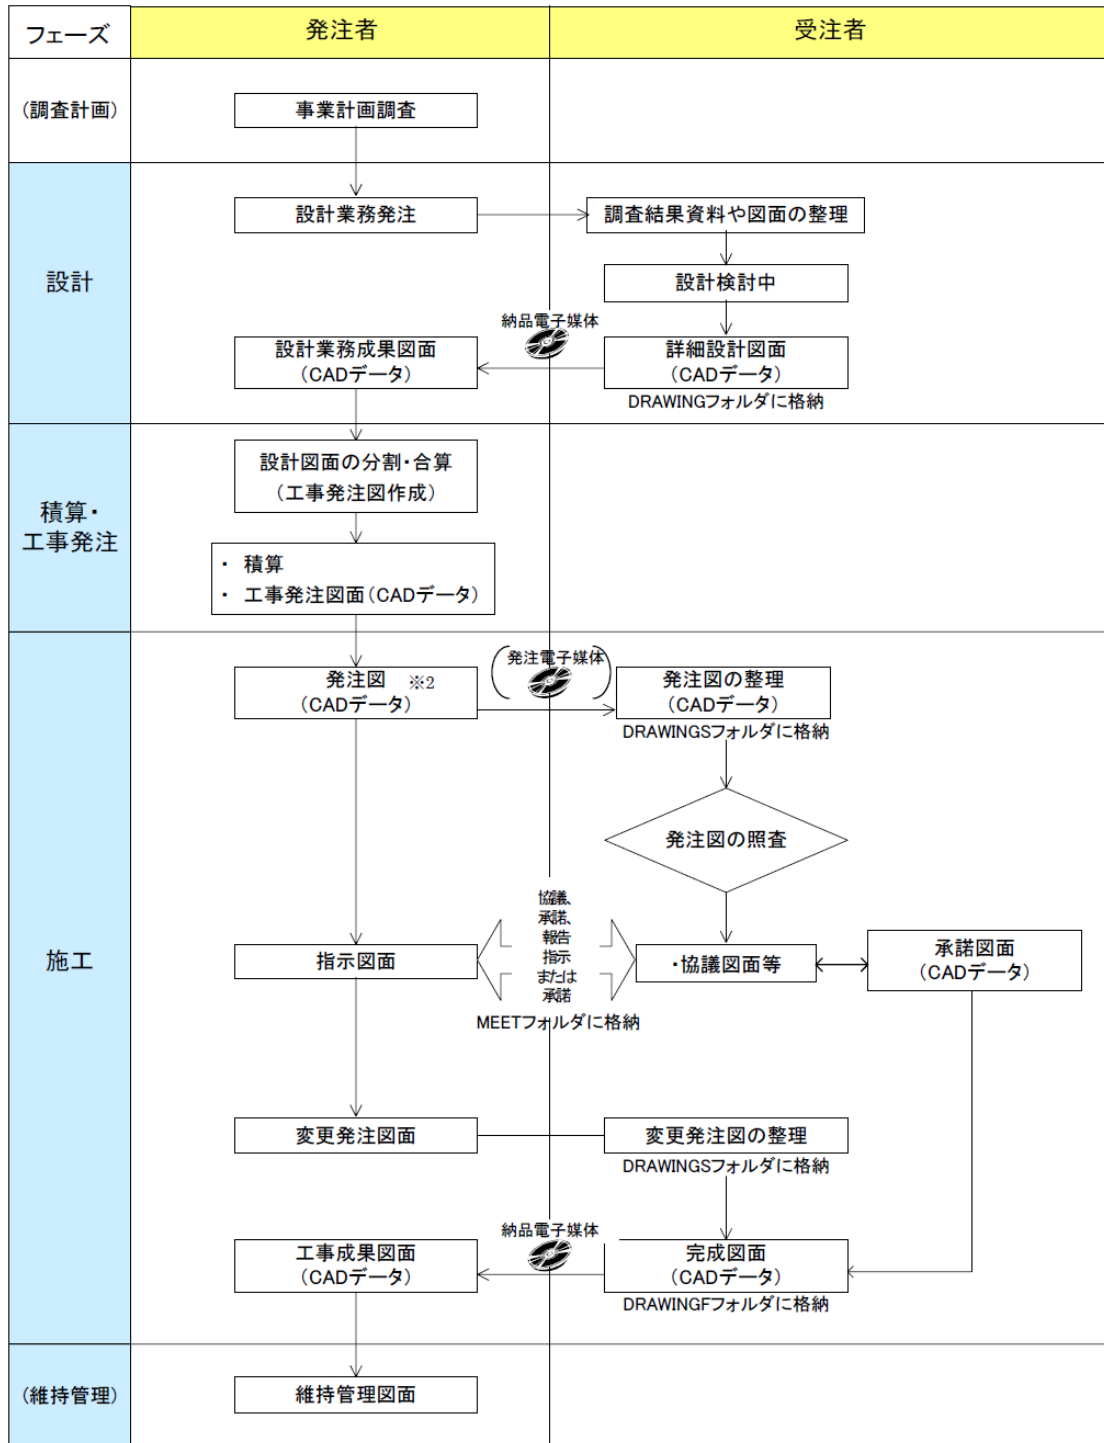 フェーズ
発注者
受注者
(調査計画)
事業計画調査
設計
設計業務発注
調査結果資料や図面の整理
設計検討中
納品電子媒体
設計業務成果図面
(CADデータ)
詳細設計図面
(CADデータ)
DRAWINGフォルダに格納
積算・
工事発注
設計図面の分割・合算
(工事発注図作成)
・ 積算
・ 工事発注図面(CADデータ)
施工
発注図 ※2
(CADデータ)
発注電子媒体
発注図の整理
(CADデータ)
DRAWINGSフォルダに格納
発注図の照査
協議、
承諾、
報告
指示
または
承諾
指示図面
・協議図面等
承諾図面
(CADデータ)
MEETフォルダに格納
変更発注図面
変更発注図の整理
DRAWINGSフォルダに格納
納品電子媒体
工事成果図面
(CADデータ)
完成図面
(CADデータ)
DRAWINGFフォルダに格納
(維持管理)
維持管理図面